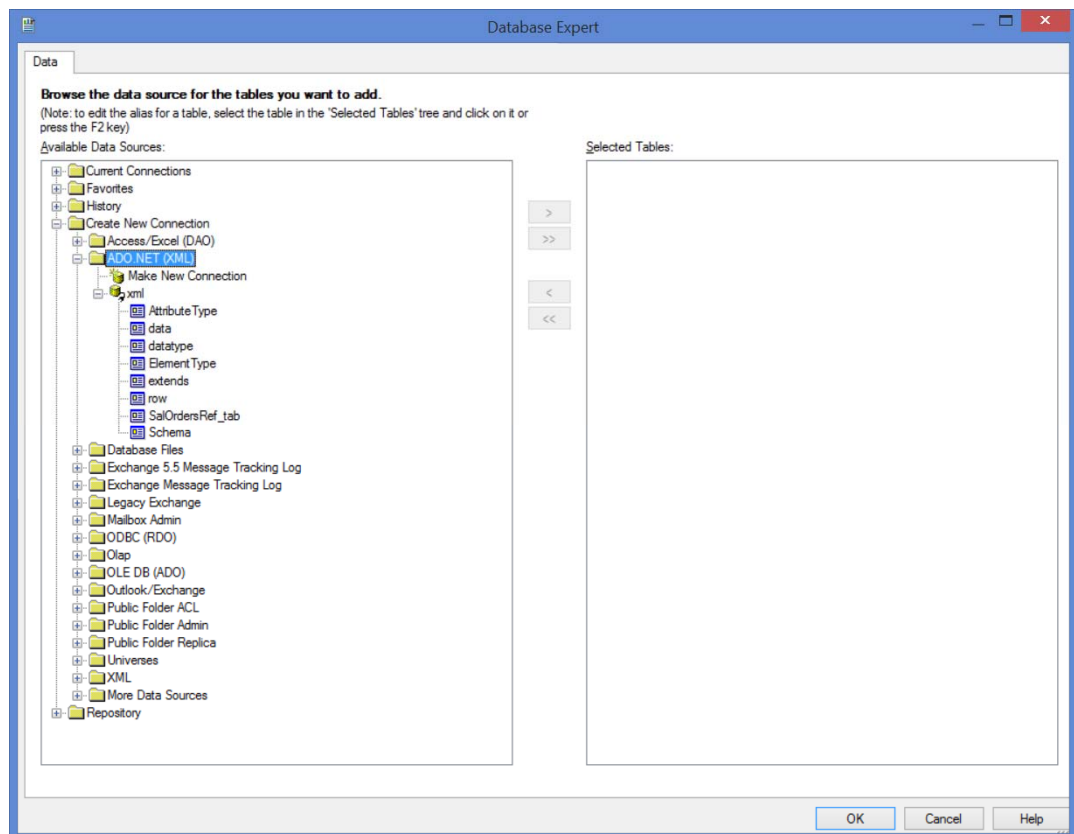 Database Expert
Data
Browse the data source for the tables you want to add.
(Note: to edit the alias for a table, select the table in the 'Selected Tables' tree and click on it or
press the F2 key)
Available Data Sources:
Selected Tables:
Current Connections
Favorites
History
Create New Connection
Access/Excel (DAO)
ADO.NET (XML)
Make New Connection
xml
AttributeType
data
datatype
ElementType
extends
row
SalOrdersRef_tab
Schema
Database Files
Exchange 5.5 Message Tracking Log
Exchange Message Tracking Log
Legacy Exchange
Mailbox Admin
ODBC (RDO)
Olap
OLE DB (ADO)
Outlook/Exchange
Public Folder ACL
Public Folder Admin
Public Folder Replica
Universes
XML
More Data Sources
Repository
>
>>
<
<<
OK Cancel Help